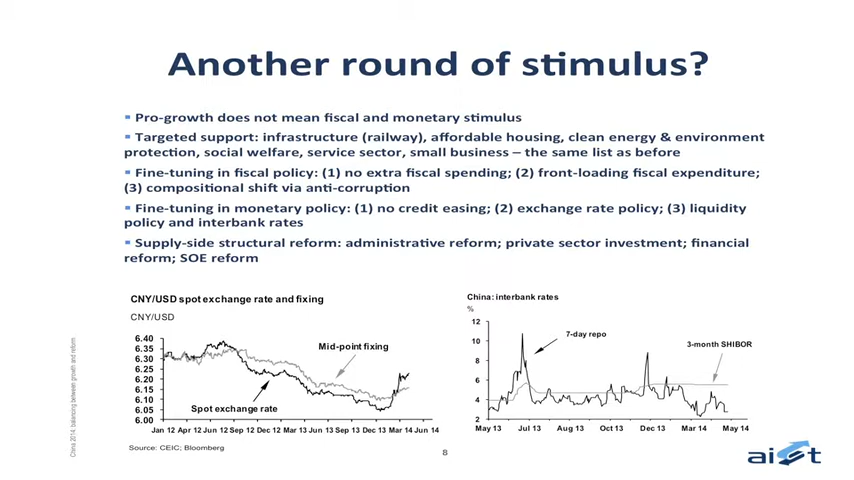 Another round of stimulus?
▪ Pro-growth does not mean fiscal and monetary stimulus
▪ Targeted support: infrastructure (railway), affordable housing, clean energy & environment
protection, social welfare, service sector, small business – the same list as before
▪ Fine-tuning in fiscal policy: (1) no extra fiscal spending; (2) front-loading fiscal expenditure;
(3) compositional shift via anti-corruption
▪ Fine-tuning in monetary policy: (1) no credit easing; (2) exchange rate policy; (3) liquidity
policy and interbank rates
▪ Supply-side structural reform: administrative reform; private sector investment; financial
reform; SOE reform
CNY/USD spot exchange rate and fixing
CNY/USD
6.40
6.35
6.30
6.25
6.20
6.15
6.10
6.05
6.00
Mid-point fixing
Spot exchange rate
Jan 12 Apr 12 Jun 12 Sep 12 Dec 12 Mar 13 Jun 13 Sep 13 Dec 13 Mar 14 Jun 14
Source: CEIC; Bloomberg
China: interbank rates
%
12
10
8
6
4
2
7-day repo
3-month SHIBOR
May 13 Jul 13 Aug 13 Oct 13 Dec 13 Mar 14 May 14
China 2014: balancing between growth and reform
8